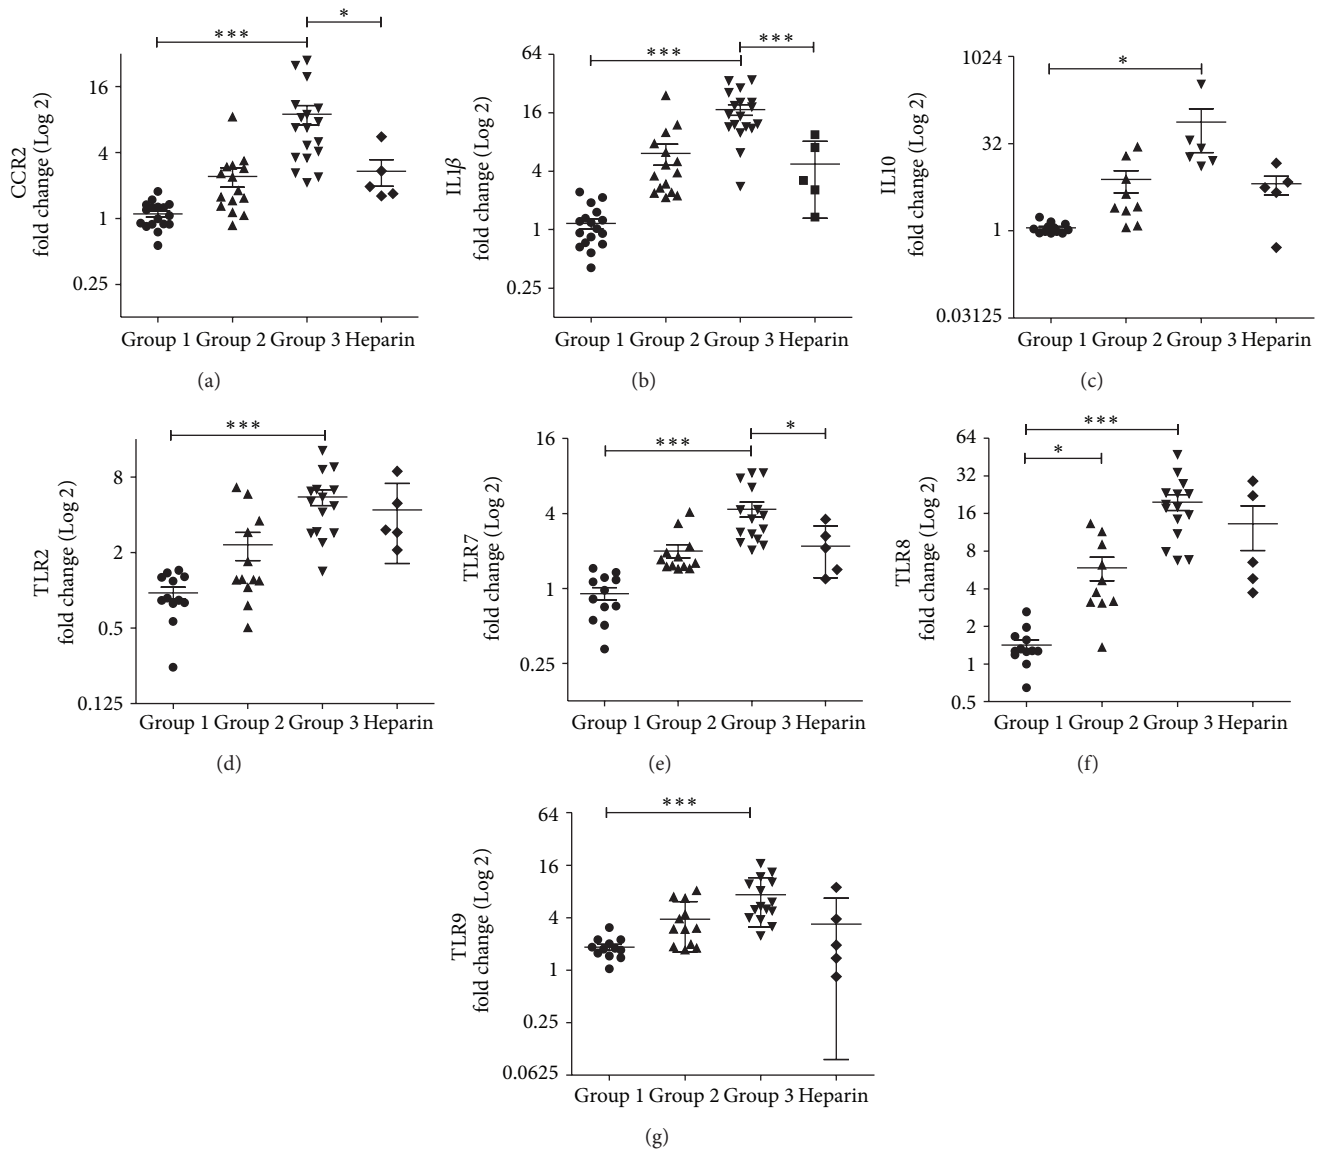 ***
*
CCR2
fold change (Log 2)
16
4
1
0.25
Group 1 Group 2 Group 3 Heparin
(a)
***
***
IL1β
fold change (Log 2)
64
16
4
1
0.25
Group 1 Group 2 Group 3 Heparin
(b)
*
IL10
fold change (Log 2)
1024
32
1
0.03125
Group 1 Group 2 Group 3 Heparin
(c)
***
TLR2
fold change (Log 2)
8
2
0.5
0.125
Group 1 Group 2 Group 3 Heparin
(d)
***
*
TLR7
fold change (Log 2)
16
4
1
0.25
Group 1 Group 2 Group 3 Heparin
(e)
***
*
TLR8
fold change (Log 2)
64
32
16
8
4
2
1
0.5
Group 1 Group 2 Group 3 Heparin
(f)
***
TLR9
fold change (Log 2)
64
16
4
1
0.25
0.0625
Group 1 Group 2 Group 3 Heparin
(g)